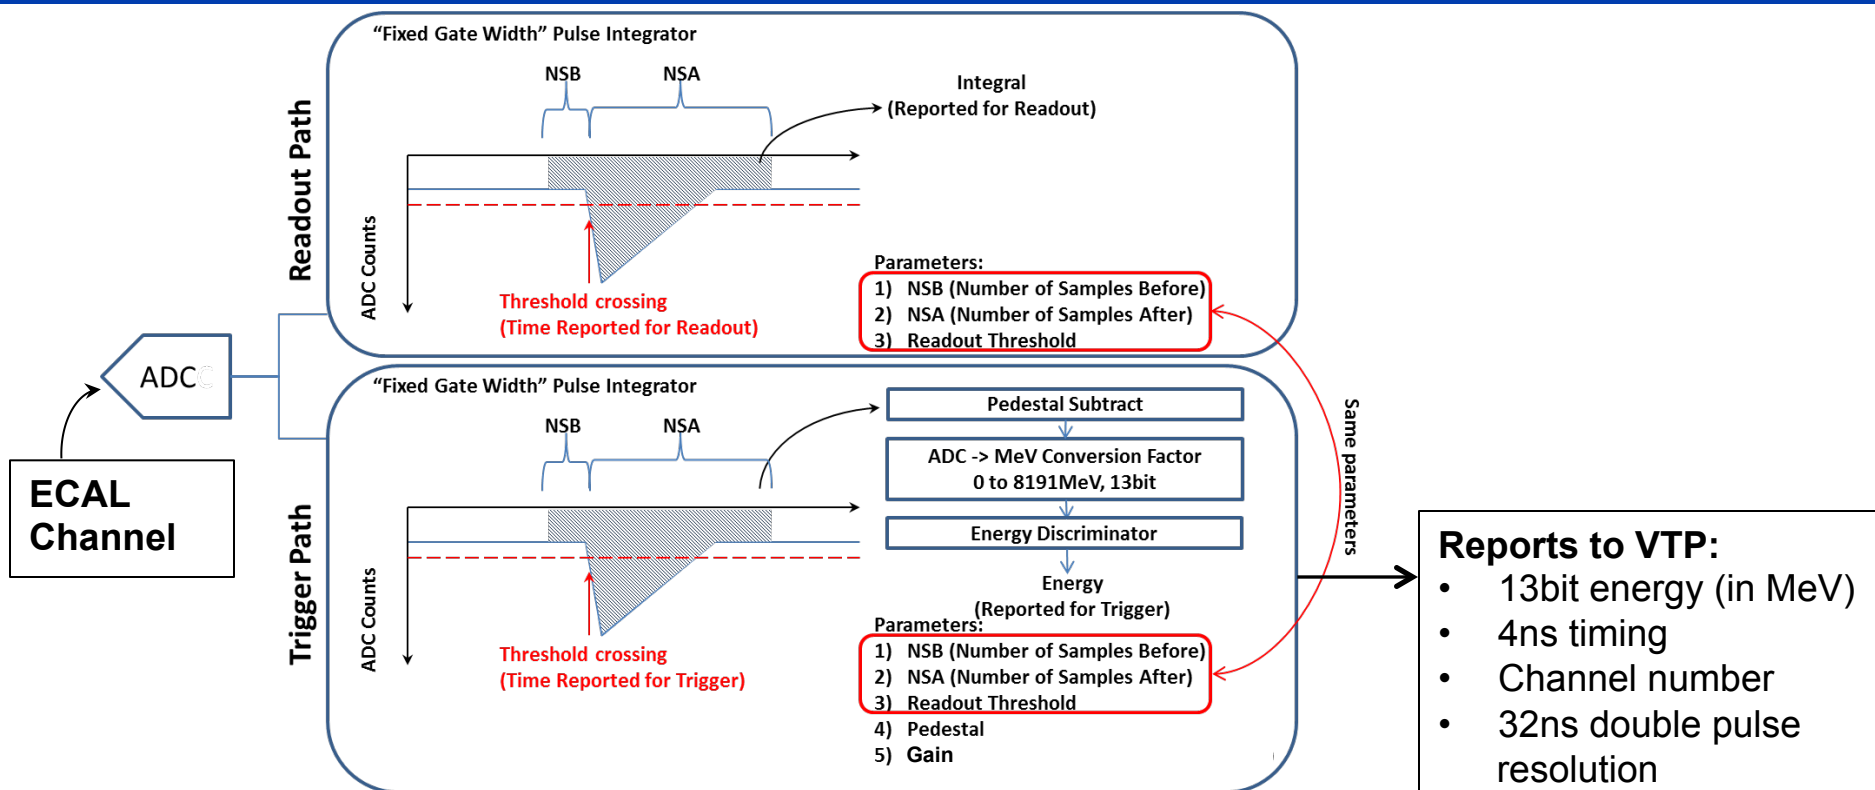 "Fixed Gate Width" Pulse Integrator
NSB NSA
Integral
(Reported for Readout)
Readout Path
ADC Counts
Threshold crossing
(Time Reported for Readout)
Parameters:
1) NSB (Number of Samples Before)
2) NSA (Number of Samples After)
3) Readout Threshold
ADC
ECAL
Channel
"Fixed Gate Width" Pulse Integrator
NSB NSA
Pedestal Subtract
ADC -> MeV Conversion Factor
0 to 8191MeV, 13bit
Energy Discriminator
Energy
(Reported for Trigger)
Trigger Path
ADC Counts
Threshold crossing
(Time Reported for Trigger)
Parameters:
1) NSB (Number of Samples Before)
2) NSA (Number of Samples After)
3) Readout Threshold
4) Pedestal
5) Gain
Same parameters
Reports to VTP:
• 13bit energy (in MeV)
• 4ns timing
• Channel number
• 32ns double pulse
resolution